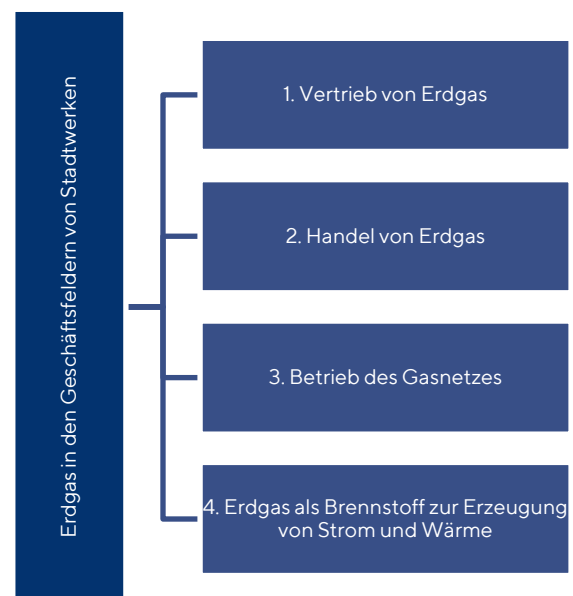 Erdgas in den Geschäftsfeldern von Stadtwerken
1. Vertrieb von Erdgas
2. Handel von Erdgas
3. Betrieb des Gasnetzes
4. Erdgas als Brennstoff zur Erzeugung
von Strom und Wärme